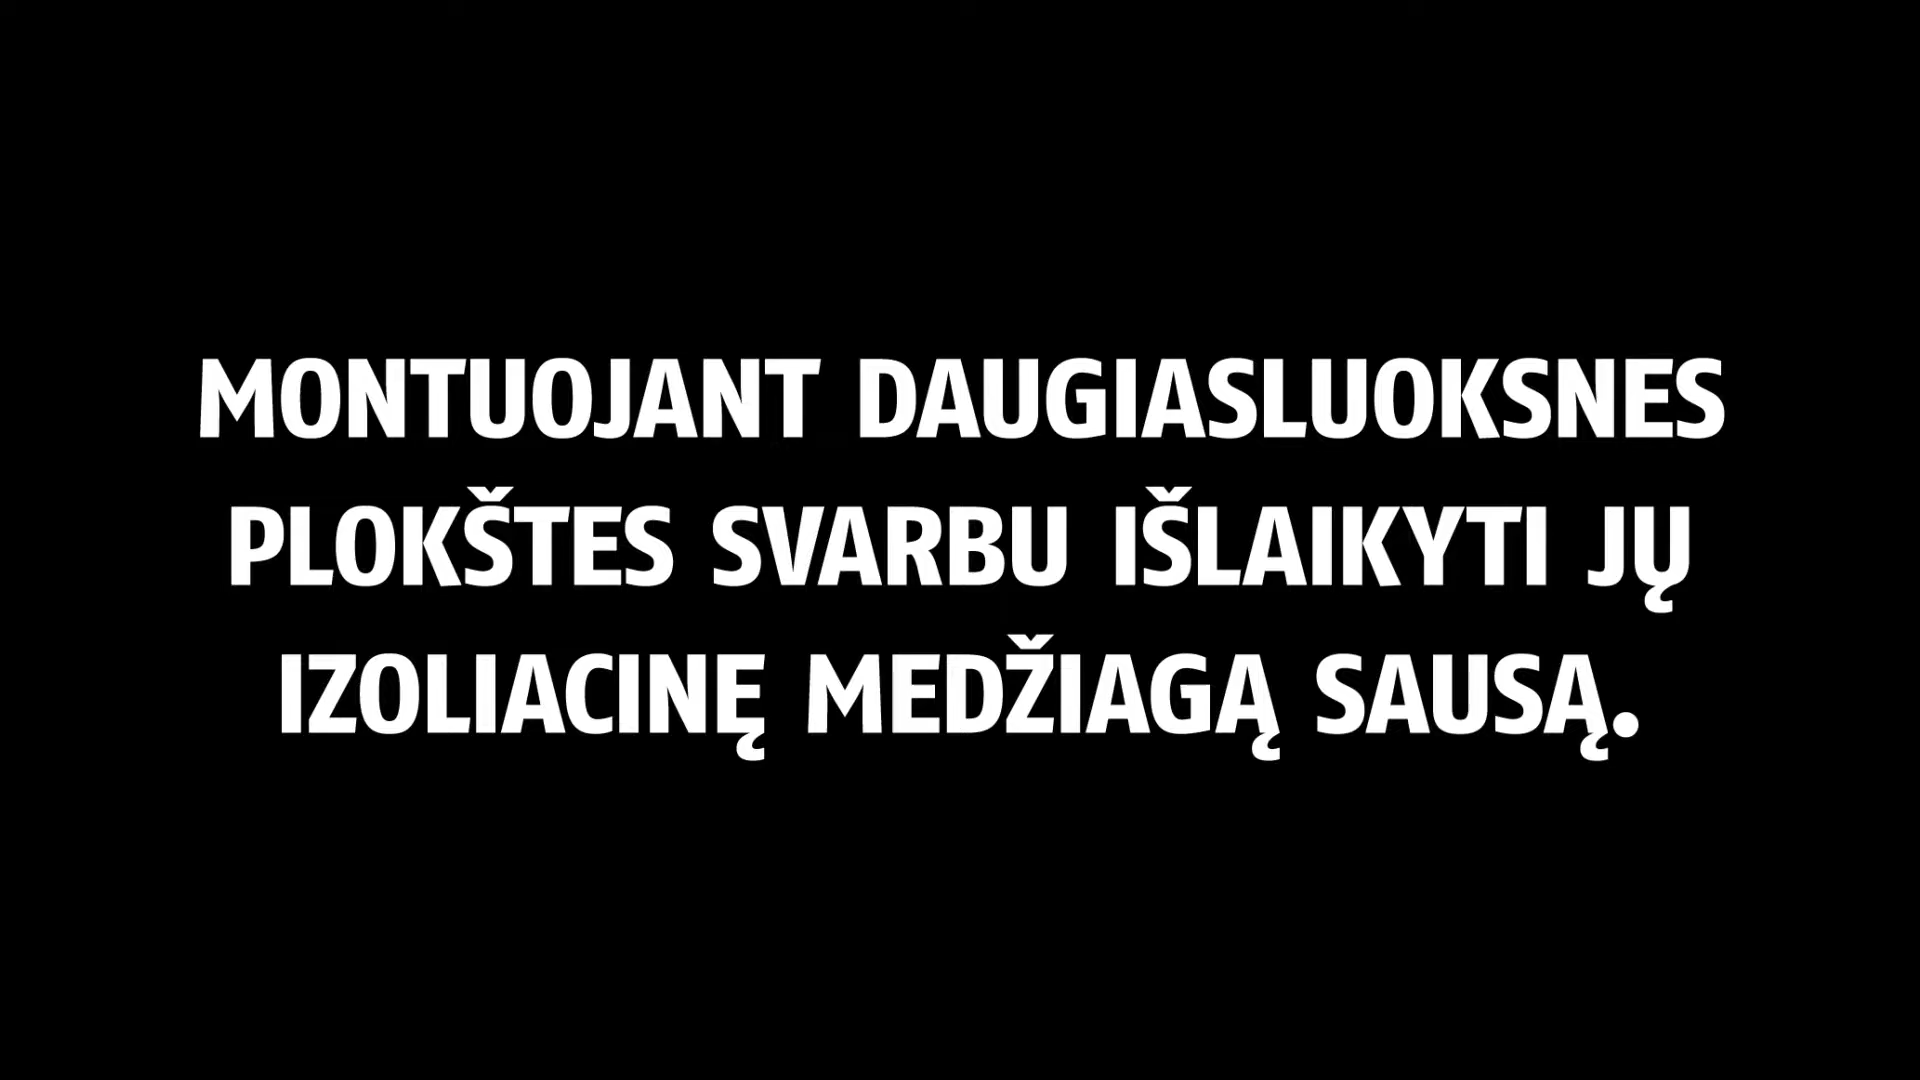 MONTUOJANT DAUGIASLUOKSNES
PLOKŠTES SVARBU IŠLAIKYTI JŲ
IZOLIACINĘ MEDŽIAGĄ SAUSĄ.